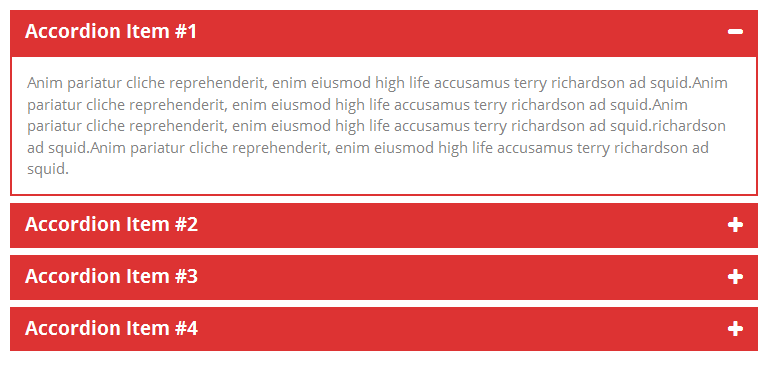 Accordion Item #1
Anim pariatur cliche reprehenderit, enim eiusmod high life accusamus terry richardson ad squid.Anim
pariatur cliche reprehenderit, enim eiusmod high life accusamus terry richardson ad squid.Anim
pariatur cliche reprehenderit, enim eiusmod high life accusamus terry richardson ad squid.richardson
ad squid.Anim pariatur cliche reprehenderit, enim eiusmod high life accusamus terry richardson ad
squid.
Accordion Item #2
Accordion Item #3
Accordion Item #4